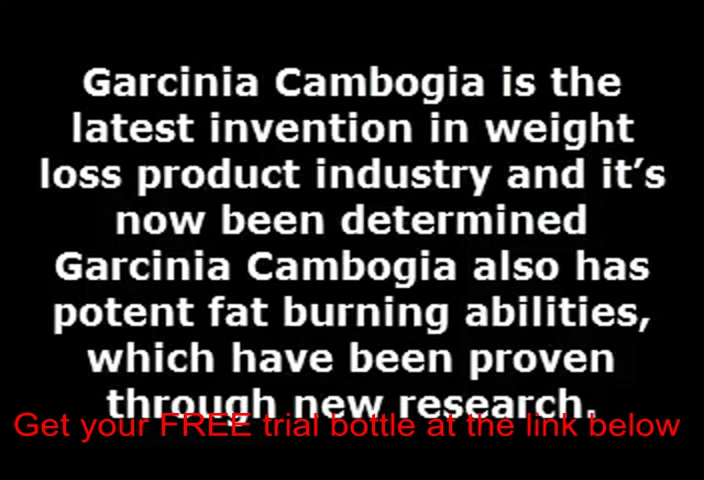 Garcinia Cambogia is the
latest invention in weight
loss product industry and it’s
now been determined
Garcinia Cambogia also has
potent fat burning abilities,
which have been proven
through new research.
Get your FREE trial bottle at the link below